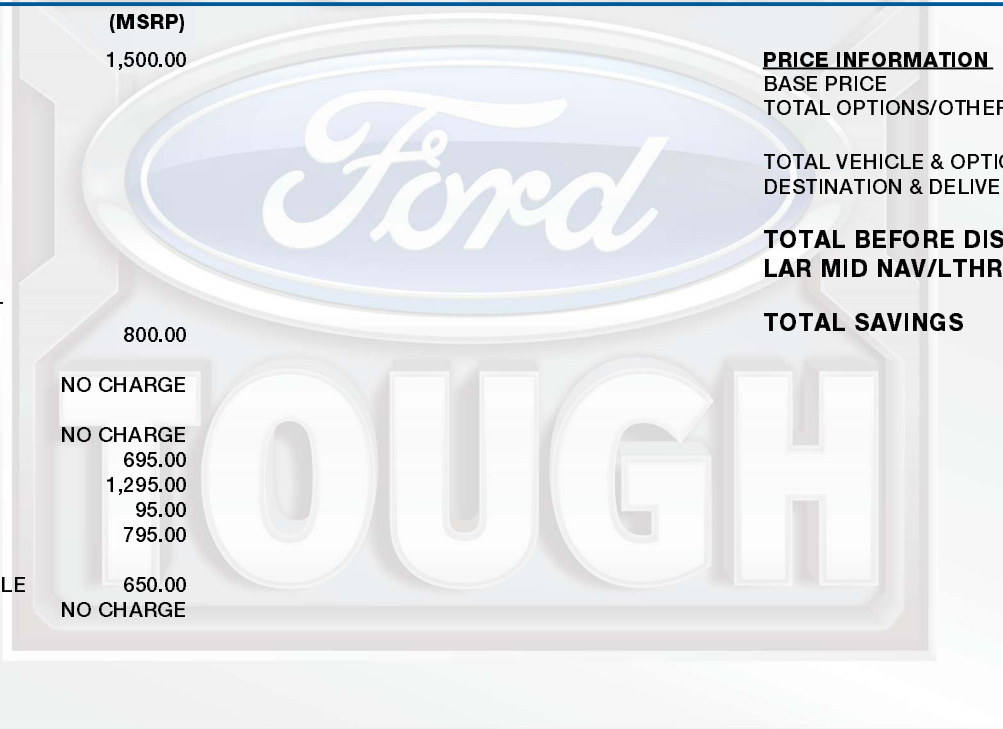 (MSRP)
1,500.00
800.00
NO CHARGE
NO CHARGE
695.00
1,295.00
95.00
795.00
LE 650.00
NO CHARGE
Ford
TOUGH
PRICE INFORMATION
BASE PRICE
TOTAL OPTIONS/OTHER
TOTAL VEHICLE & OPTIO
DESTINATION & DELIVE
TOTAL BEFORE DIS
LAR MID NAV/LTHR
TOTAL SAVINGS